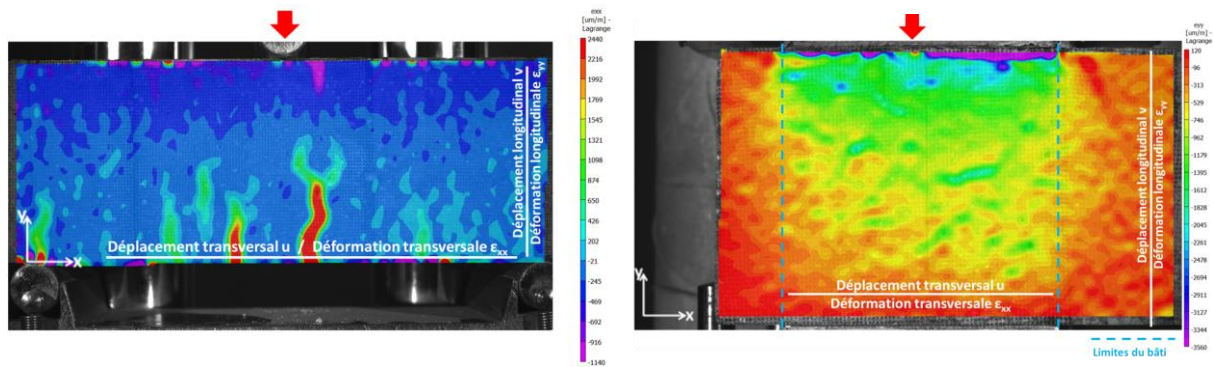 exx
[um/m] -
Lagrange
2440
2216
1992
1769
1545
1321
1098
874
650
426
202
-21
-245
-469
-692
-916
-1140
Déplacement longitudinal v
Déformation longitudinale εyy
Y
X
Déplacement transversal u / Déformation transversale εxx
eyy
[um/m] -
Lagrange
120
-96
-313
-529
-745
-962
-1179
-1395
-1612
-1829
-2045
-2261
-2478
-2694
-2911
-3127
-3344
-3560
Déplacement longitudinal v
Déformation longitudinale εyy
Y
X
Déplacement transversal u
Déformation transversale εxx
Limites du bâti